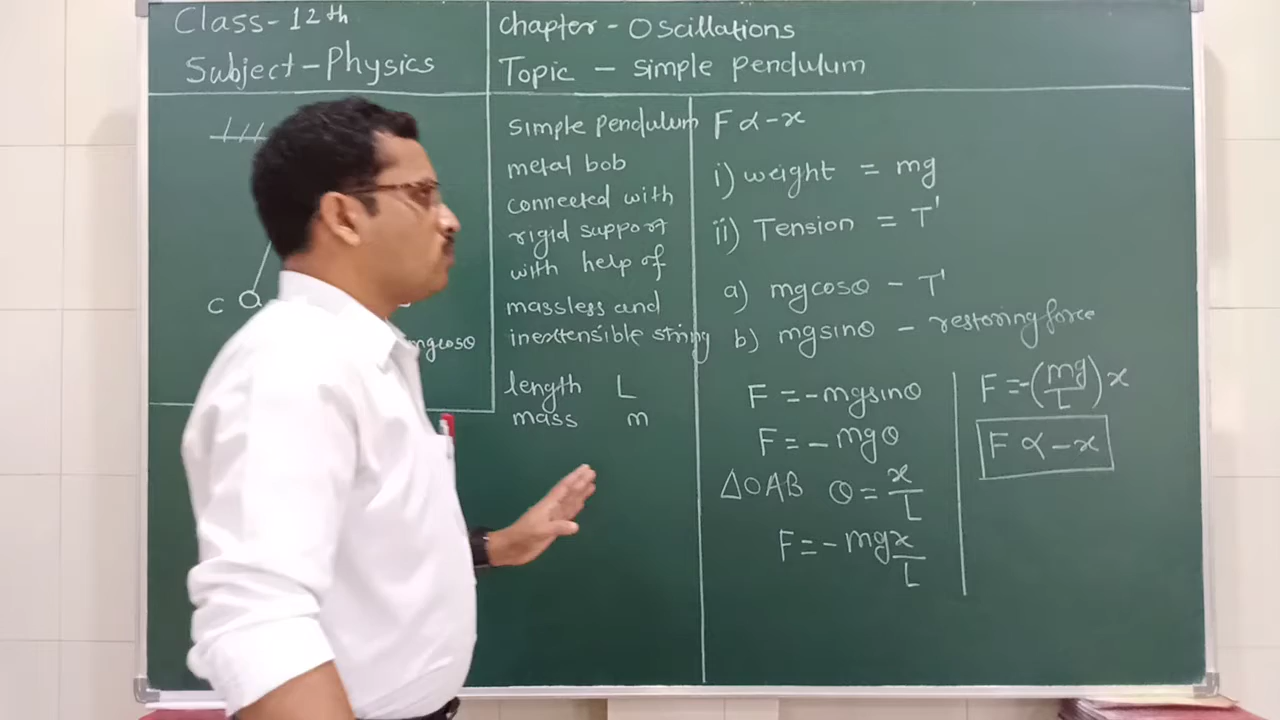 Class-12th
Subject-Physics
chapter - Oscillations
Topic - simple pendulum
C
mgcosθ
simple pendulum
metal bob
connected with
rigid support
with help of
massless and
inextensible string
length L
mass m
F ∝ -x
i) weight = mg
ii) Tension = T'
a) mgcosθ - T'
b) mgsinθ - restoring force
F = -mgsinθ
F = - mgθ
△OAB θ = x/L
F = - mg x/L
F = -(mg/L)x
F ∝ -x